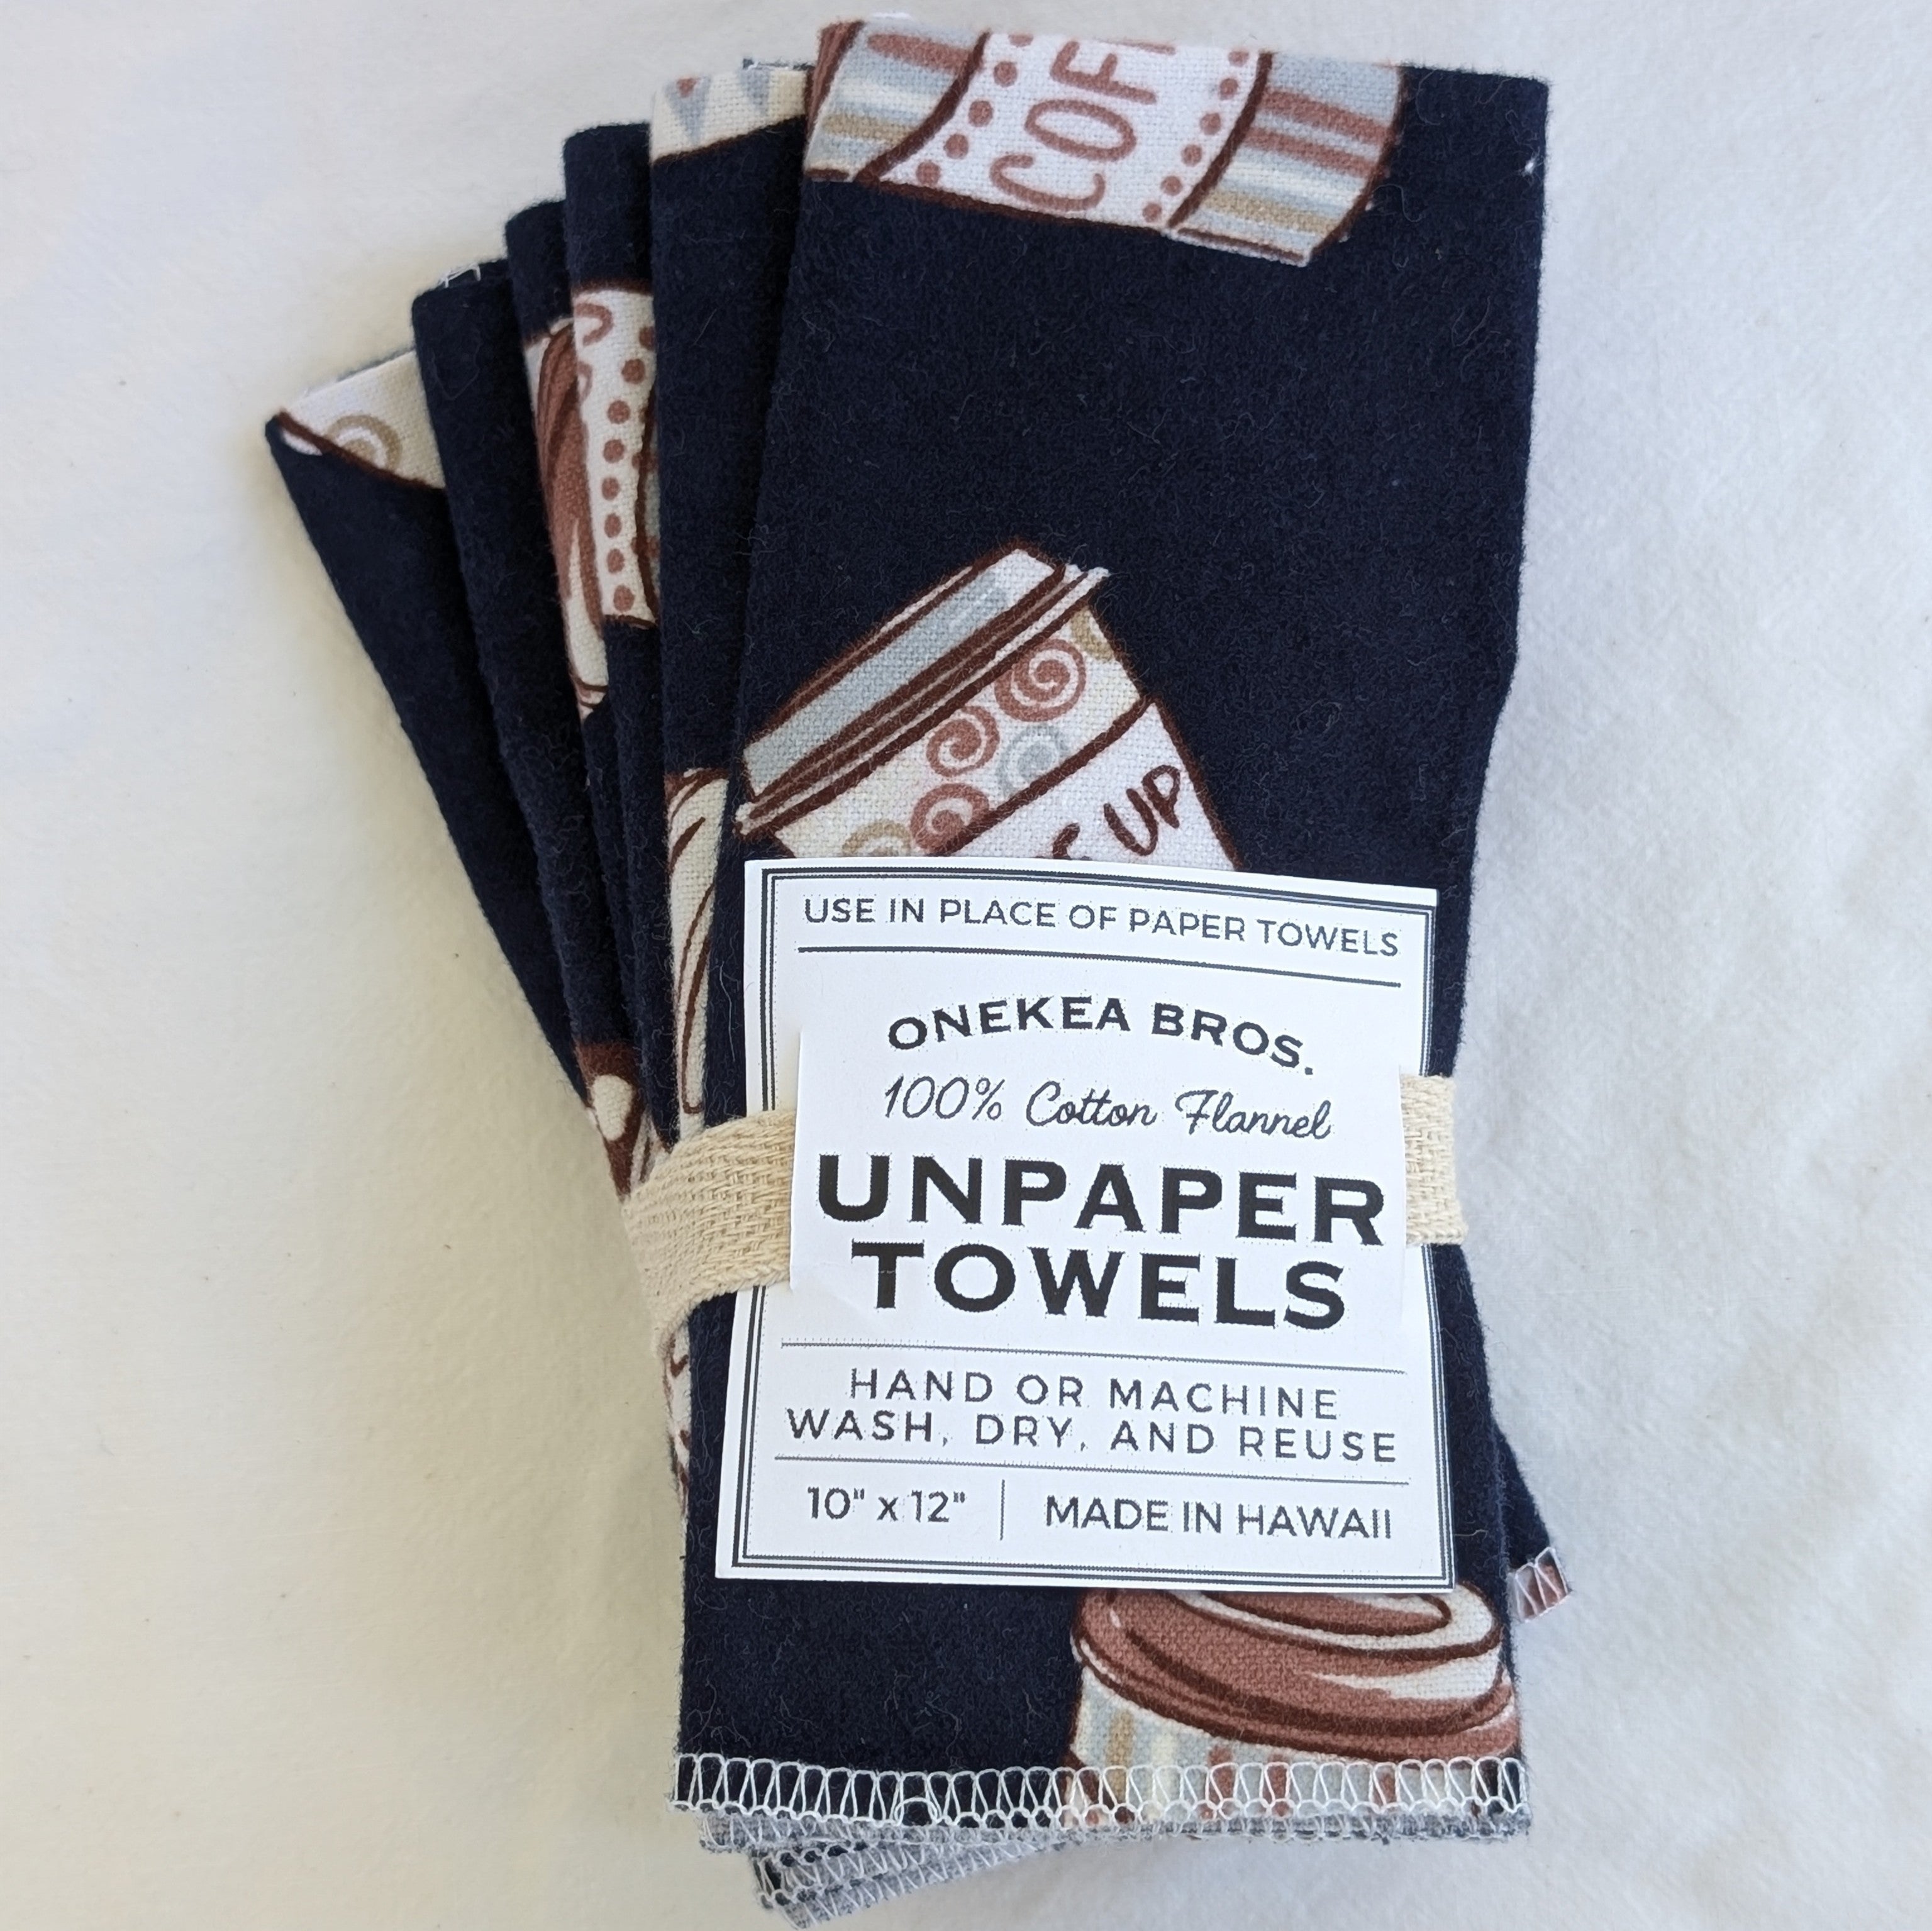 COF
UP
USE IN PLACE OF PAPER TOWELS
ONEKEA BROS.
100% Cotton Flannel
UNPAPER
TOWELS
HAND OR MACHINE
WASH, DRY, AND REUSE
10" x 12" | MADE IN HAWAII